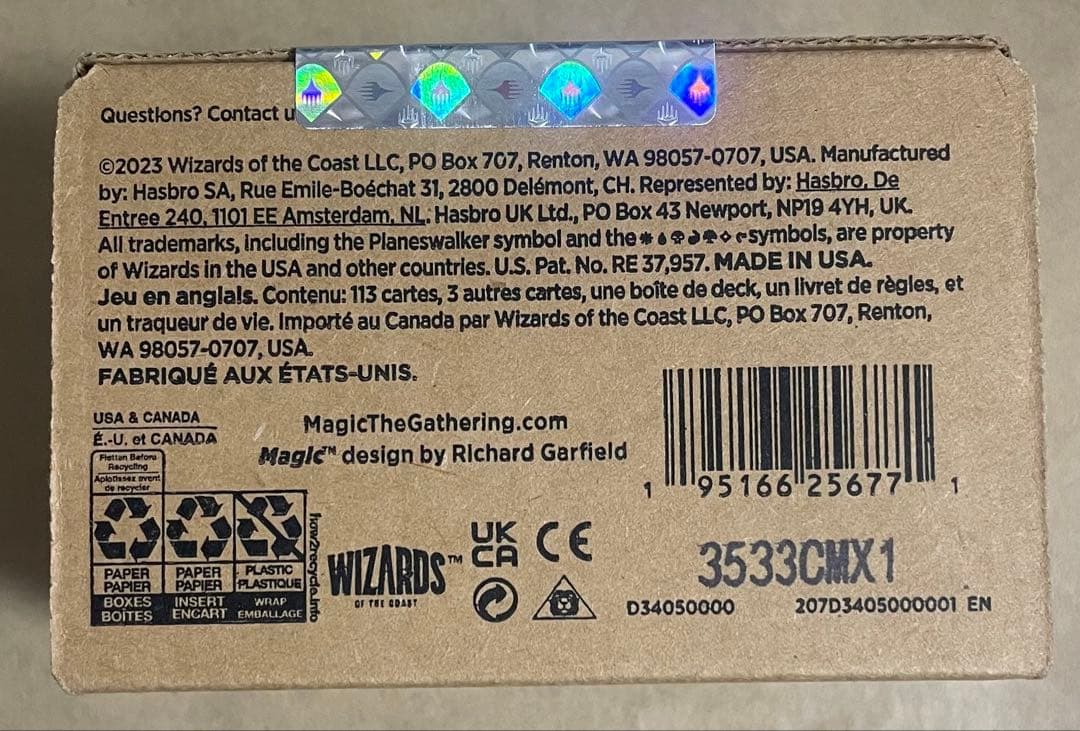 Questions? Contact u
©2023 Wizards of the Coast LLC, PO Box 707, Renton, WA 98057-0707, USA. Manufactured
by: Hasbro SA, Rue Emile-Boéchat 31, 2800 Delémont, CH. Represented by: Hasbro, De
Entree 240, 1101 EE Amsterdam, NL. Hasbro UK Ltd., PO Box 43 Newport, NP19 4YH, UK.
All trademarks, including the Planeswalker symbol and the symbols, are property
of Wizards in the USA and other countries. U.S. Pat. No. RE 37,957. MADE IN USA.
Jeu en anglais. Contenu: 113 cartes, 3 autres cartes, une boîte de deck, un livret de règles, et
un traqueur de vie. Importé au Canada par Wizards of the Coast LLC, PO Box 707, Renton,
WA 98057-0707, USA.
FABRIQUÉ AUX ÉTATS-UNIS.
USA & CANADA
É.-U. et CANADA
Flatten Before
Recycling
Aplatissez avant
de recycler
PAPER
PAPIER
BOXES
BOÎTES
PAPER
PAPIER
INSERT
ENCART
PLASTIC
PLASTIQUE
WRAP
EMBALLAGE
how2recycle.info
MagicTheGathering.com
Magic™ design by Richard Garfield
WIZARDS™
OF THE COAST
UK
CA
CE
1 95166 25677 1
3533CMX1
D34050000 207D3405000001 EN